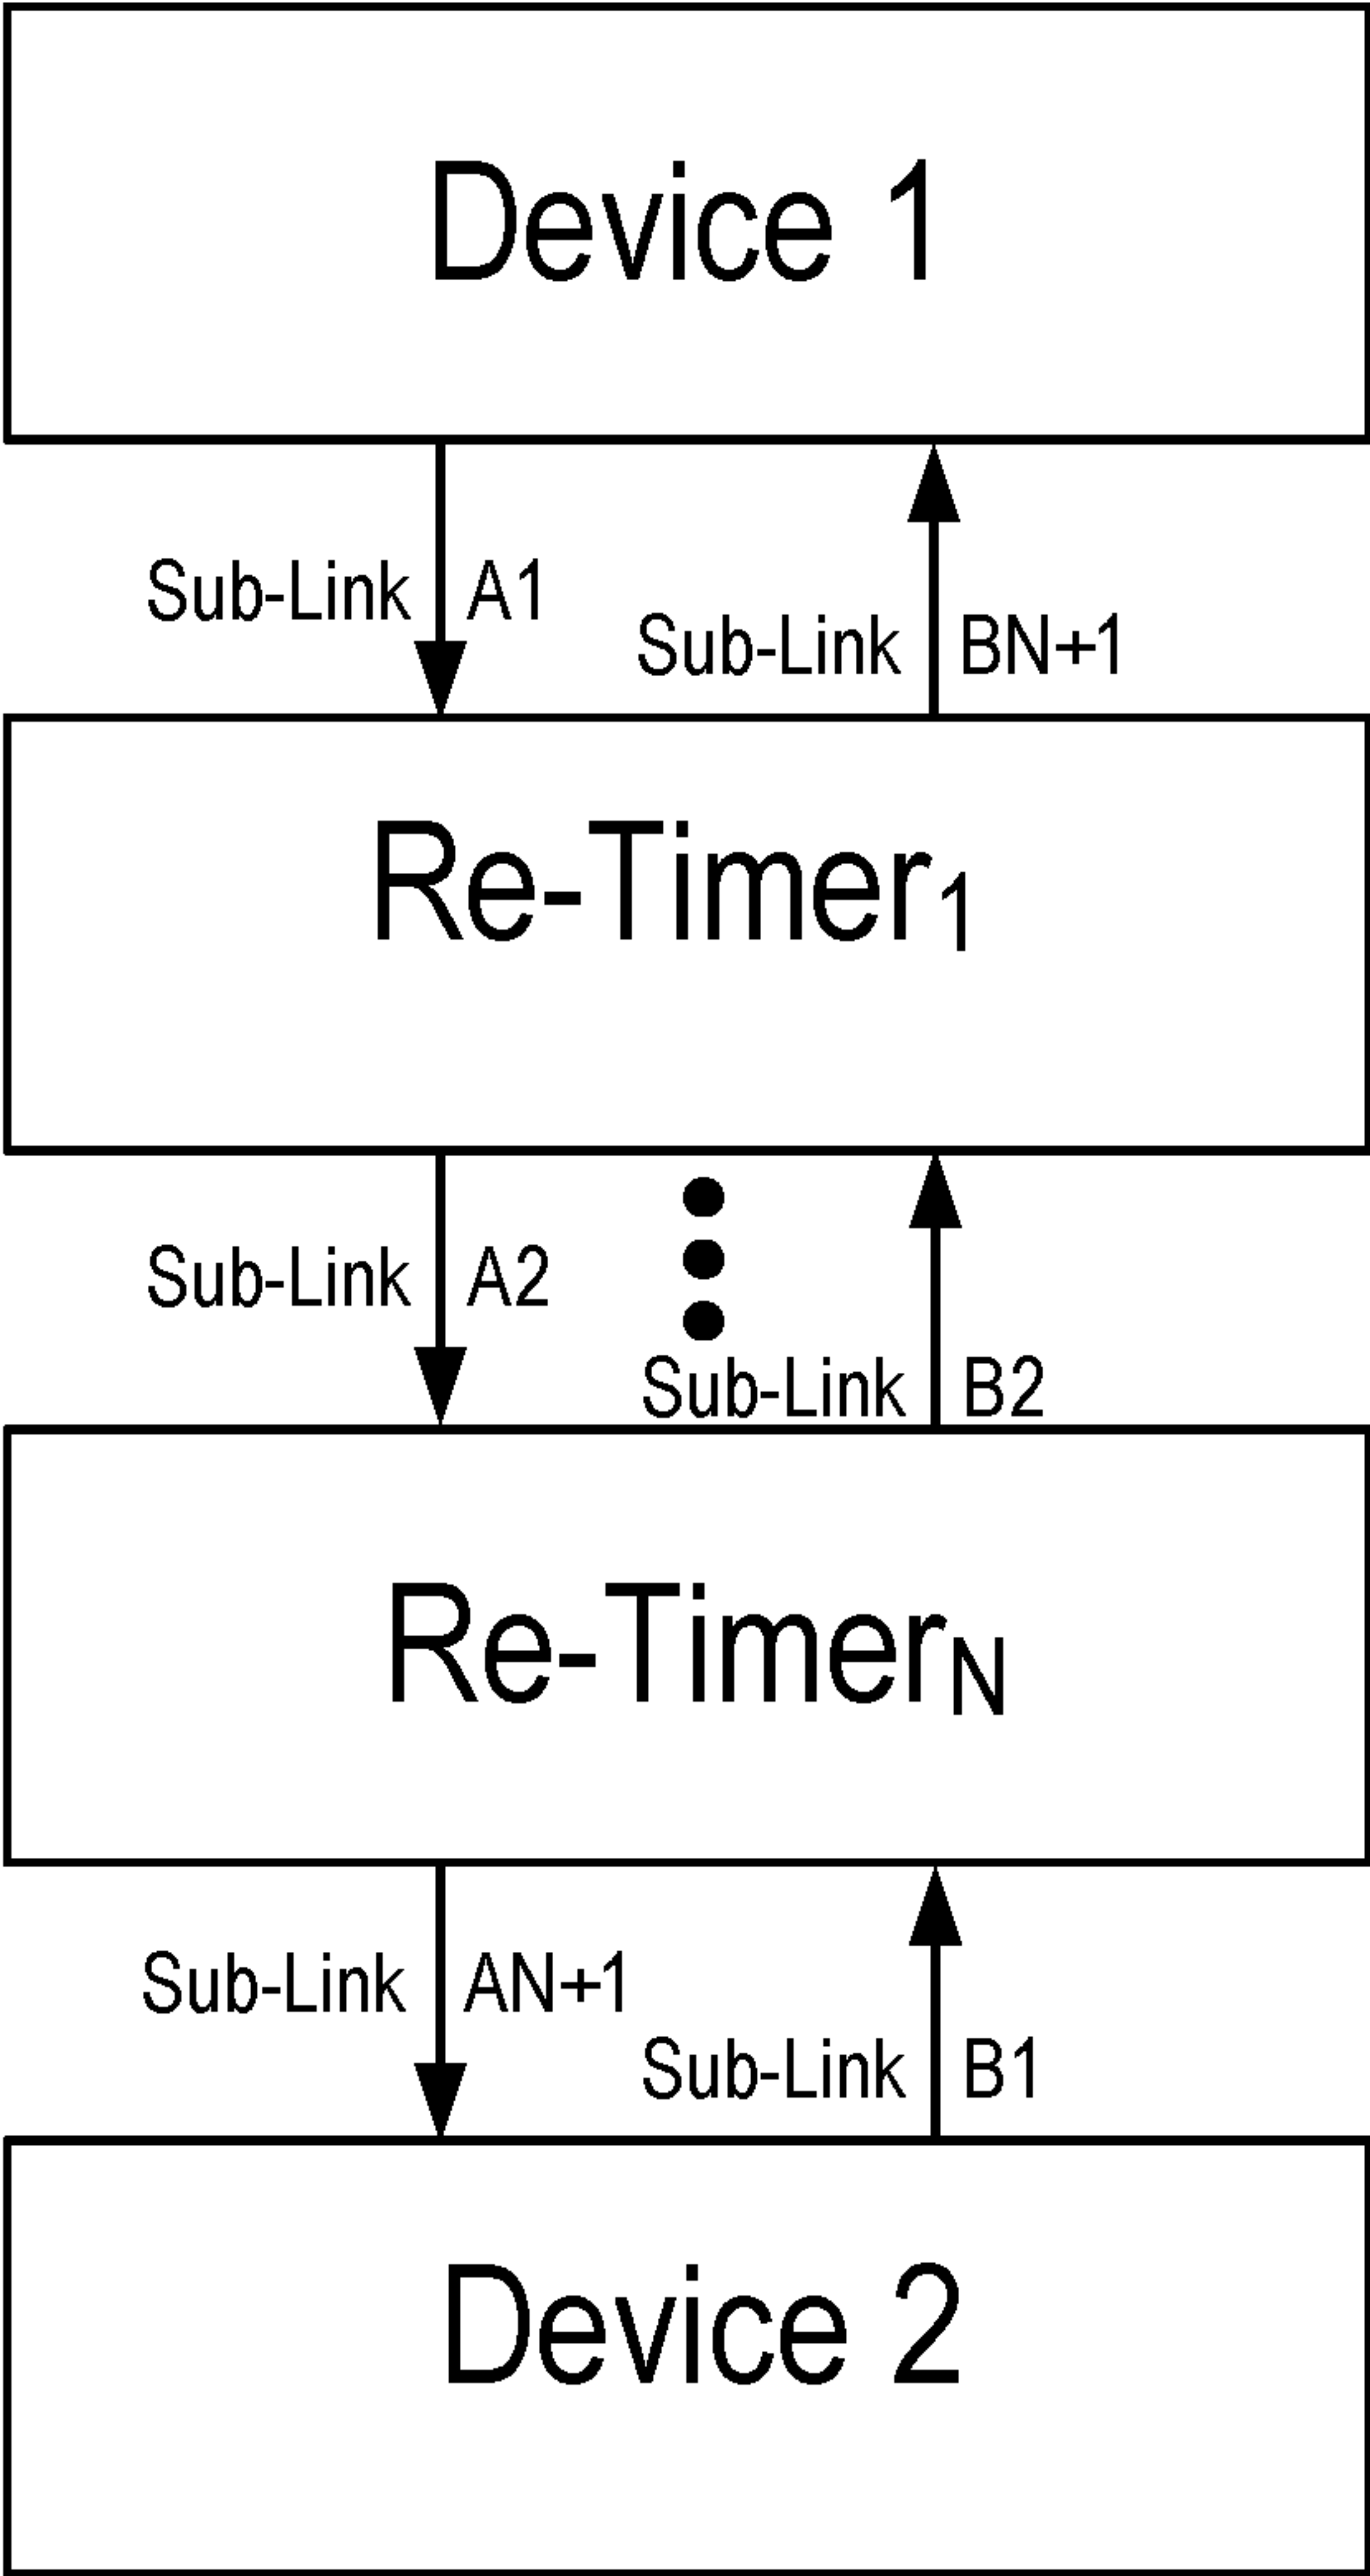 Device 1
Sub-Link A1
Sub-Link BN+1
Re-Timer1
Sub-Link A2
Sub-Link B2
Re-TimerN
Sub-Link AN+1
Sub-Link B1
Device 2